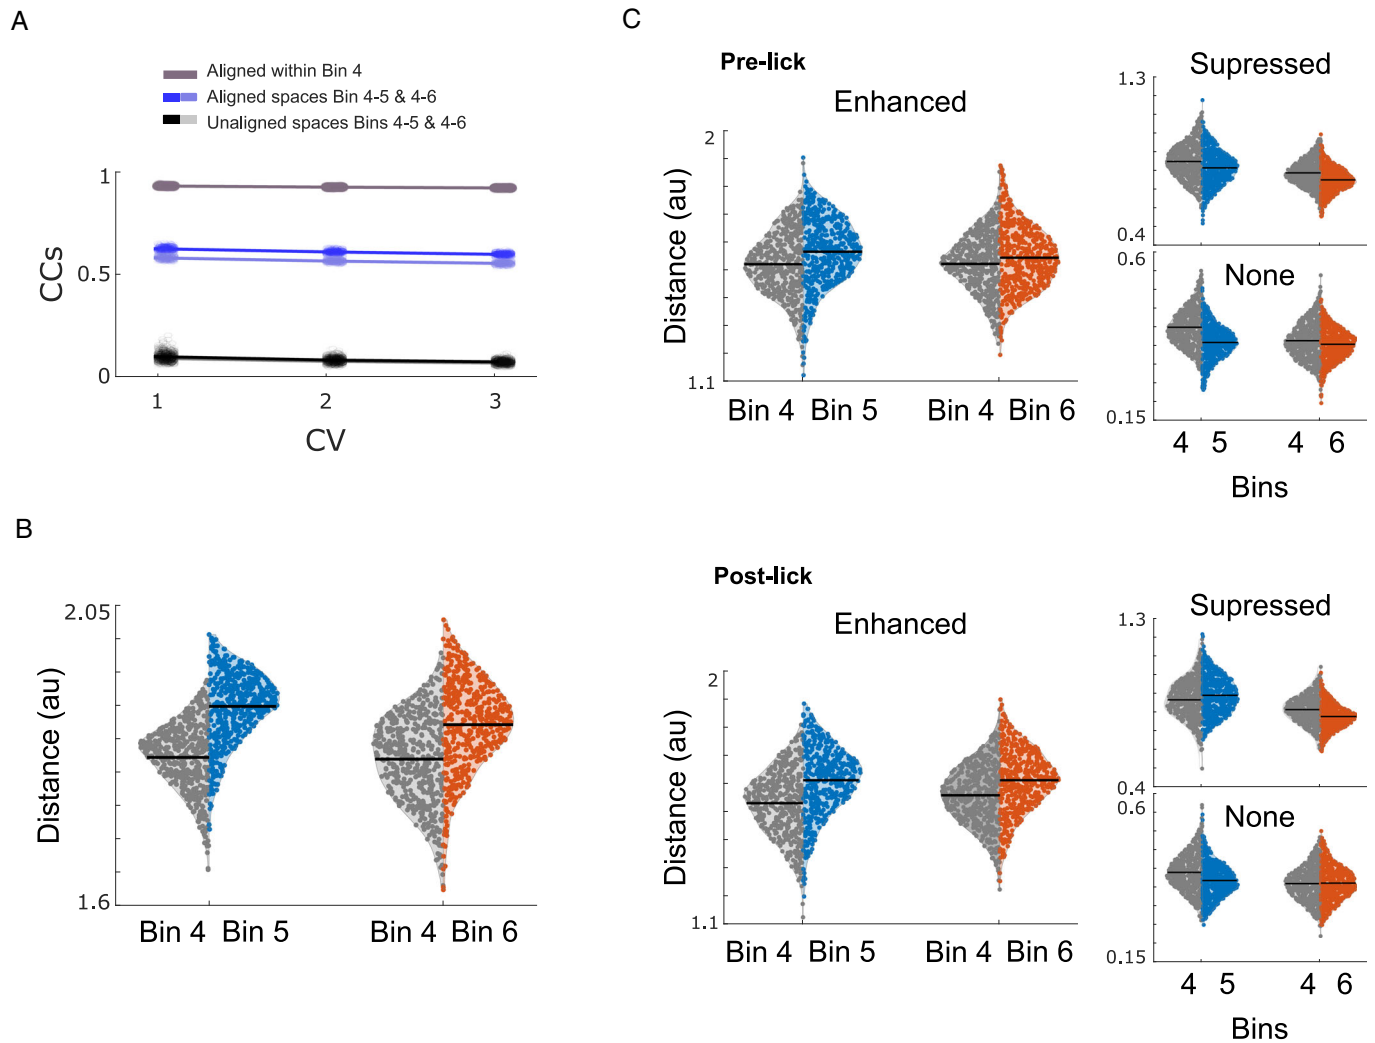 A
Aligned within Bin 4
Aligned spaces Bin 4-5 & 4-6
Unaligned spaces Bins 4-5 & 4-6
1
0.5
0
CCs
1 2 3
CV
B
2.05
1.6
Distance (au)
Bin 4 Bin 5 Bin 4 Bin 6
C
Pre-lick
Enhanced
2
1.1
Distance (au)
Bin 4 Bin 5 Bin 4 Bin 6
Supressed
1.3
0.4
None
0.6
0.15
4 5 4 6
Bins
Post-lick
Enhanced
2
1.1
Distance (au)
Bin 4 Bin 5 Bin 4 Bin 6
Supressed
1.3
0.4
None
0.6
0.15
4 5 4 6
Bins